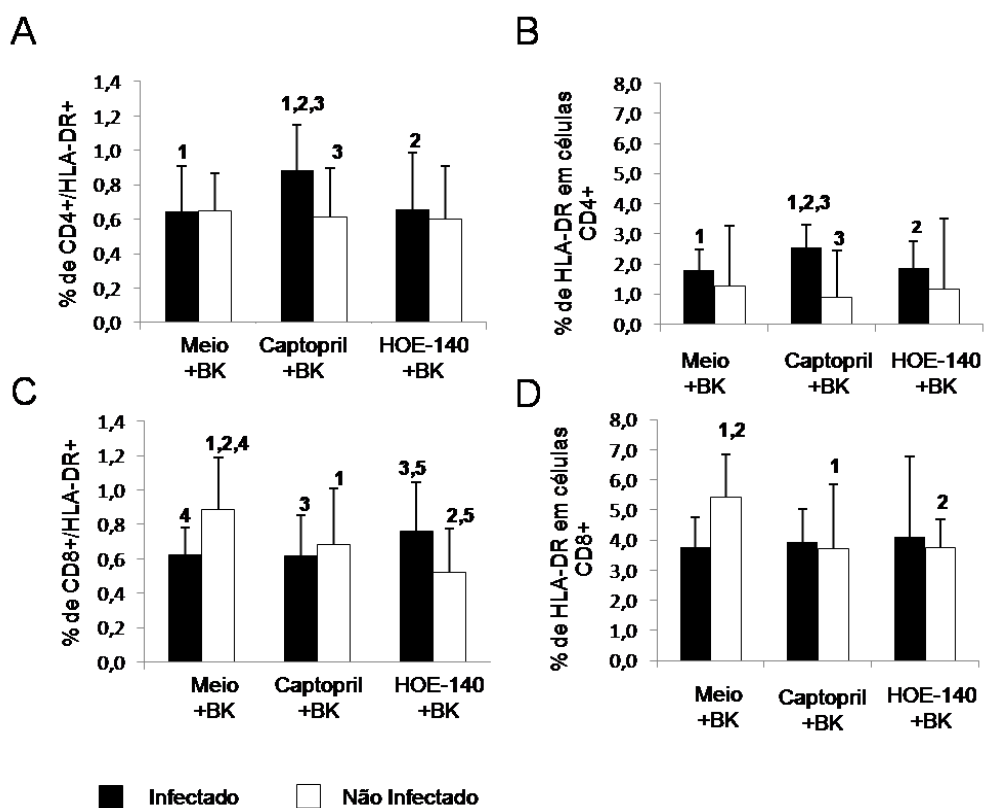 A
% de CD4+/HLA-DR+
1,4
1,2
1,0
0,8
0,6
0,4
0,2
0,0
1
1,2,3
3
2
Meio
+BK
Captopril
+BK
HOE-140
+BK
B
% de HLA-DR em células
CD4+
8,0
7,0
6,0
5,0
4,0
3,0
2,0
1,0
0,0
1
1,2,3
3
2
Meio
+BK
Captopril
+BK
HOE-140
+BK
C
% de CD8+/HLA-DR+
1,4
1,2
1,0
0,8
0,6
0,4
0,2
0,0
4
1,2,4
3
1
3,5
2,5
Meio
+BK
Captopril
+BK
HOE-140
+BK
D
% de HLA-DR em células
CD8+
8,0
7,0
6,0
5,0
4,0
3,0
2,0
1,0
0,0
1,2
1
2
Meio
+BK
Captopril
+BK
HOE-140
+BK
Infectado
Não Infectado